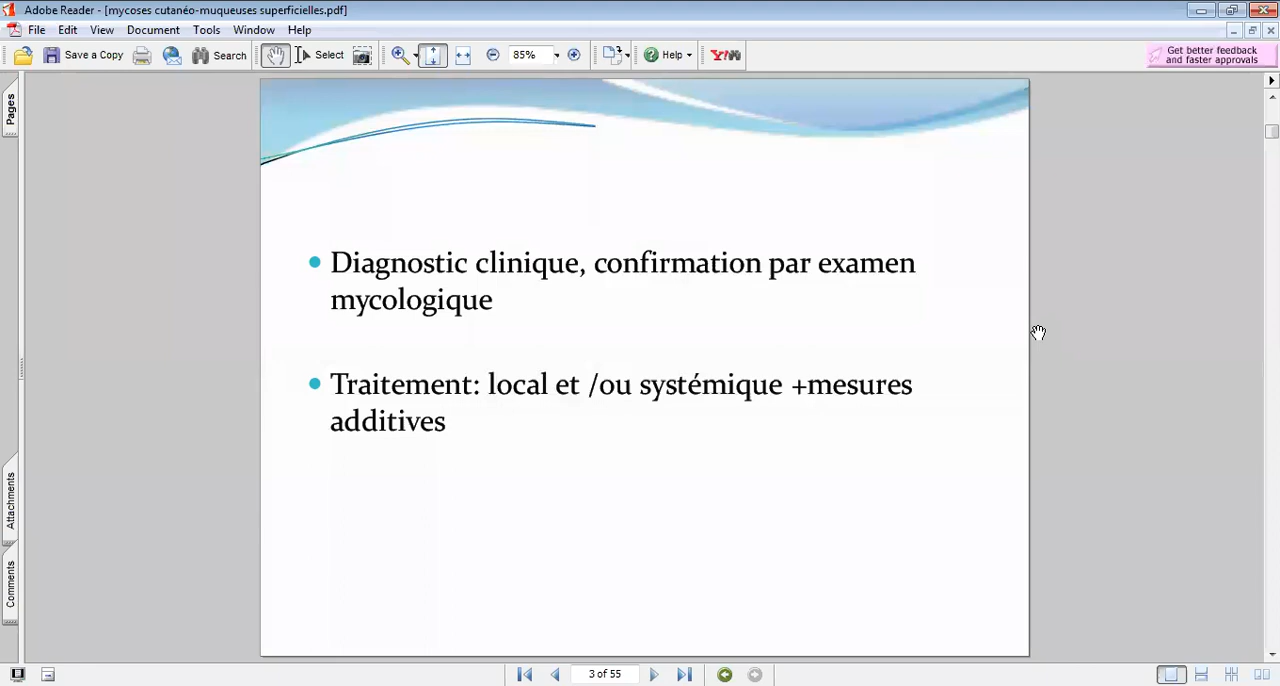 Adobe Reader - [mycoses cutanéo-muqueuses superficielles.pdf]
File Edit View Document Tools Window Help
Save a Copy Search Select 85% Help Y! Get better feedback
and faster approvals
Pages
• Diagnostic clinique, confirmation par examen
mycologique
• Traitement: local et /ou systémique +mesures
additives
Attachments
Comments
3 of 55